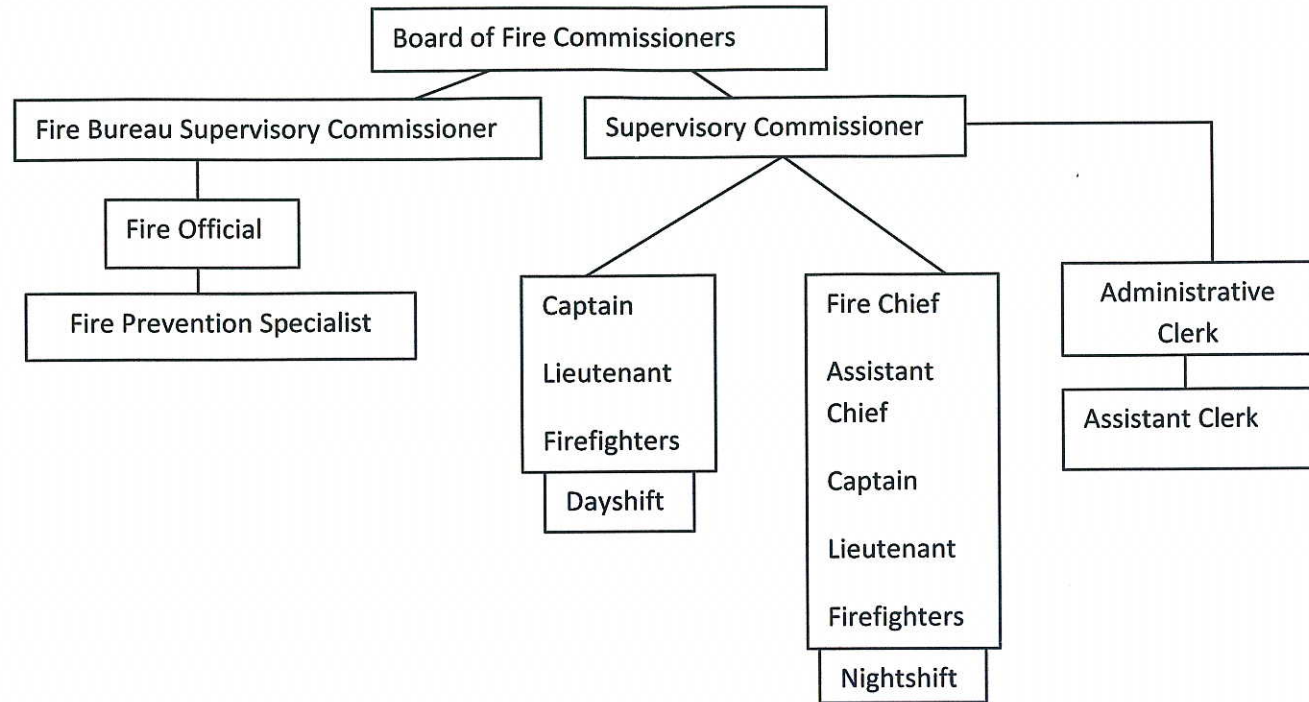 Board of Fire Commissioners
Fire Bureau Supervisory Commissioner
Supervisory Commissioner
Fire Official
Fire Prevention Specialist
Captain
Lieutenant
Firefighters
Dayshift
Fire Chief
Assistant
Chief
Captain
Lieutenant
Firefighters
Nightshift
Administrative
Clerk
Assistant Clerk